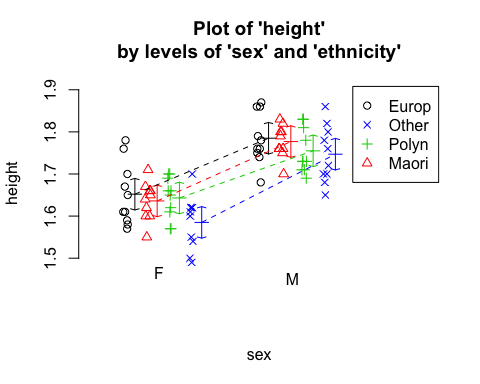 Plot of 'height'
by levels of 'sex' and 'ethnicity'
height
1.9
1.8
1.7
1.6
1.5
Europ
Other
Polyn
Maori
F
M
sex